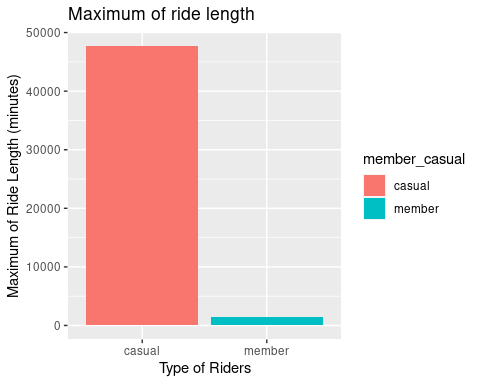 Maximum of ride length
50000
40000
30000
20000
10000
0
Maximum of Ride Length (minutes)
casual
member
Type of Riders
member_casual
casual
member